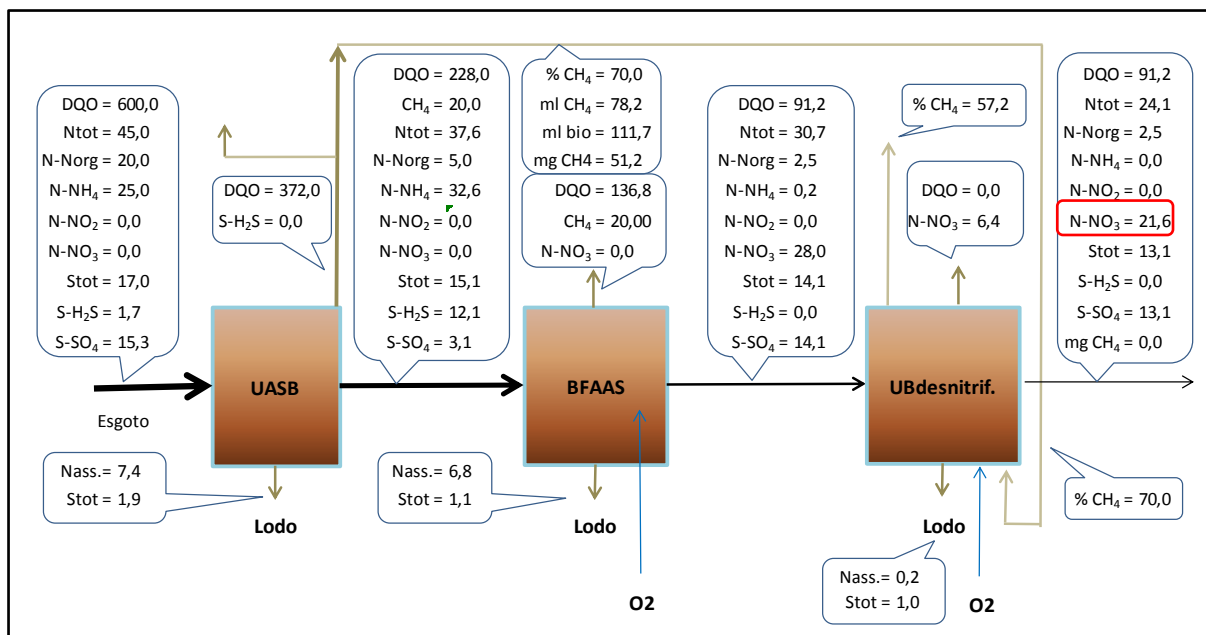 DQO = 600,0
Ntot = 45,0
N-Norg = 20,0
N-NH₄ = 25,0
N-NO₂ = 0,0
N-NO₃ = 0,0
Stot = 17,0
S-H₂S = 1,7
S-SO₄ = 15,3
DQO = 372,0
S-H₂S = 0,0
DQO = 228,0
CH₄ = 20,0
Ntot = 37,6
N-Norg = 5,0
N-NH₄ = 32,6
N-NO₂ = 0,0
N-NO₃ = 0,0
Stot = 15,1
S-H₂S = 12,1
S-SO₄ = 3,1
% CH₄ = 70,0
ml CH₄ = 78,2
ml bio = 111,7
mg CH4 = 51,2
DQO = 136,8
CH₄ = 20,00
N-NO₃ = 0,0
DQO = 91,2
Ntot = 30,7
N-Norg = 2,5
N-NH₄ = 0,2
N-NO₂ = 0,0
N-NO₃ = 28,0
Stot = 14,1
S-H₂S = 0,0
S-SO₄ = 14,1
% CH₄ = 57,2
DQO = 0,0
N-NO₃ = 6,4
DQO = 91,2
Ntot = 24,1
N-Norg = 2,5
N-NH₄ = 0,0
N-NO₂ = 0,0
N-NO₃ = 21,6
Stot = 13,1
S-H₂S = 0,0
S-SO₄ = 13,1
mg CH₄ = 0,0
Esgoto
UASB
BFAAS
UBdesnitrif.
Nass.= 7,4
Stot = 1,9
Lodo
Nass.= 6,8
Stot = 1,1
Lodo
O2
Lodo
Nass.= 0,2
Stot = 1,0
O2
% CH₄ = 70,0